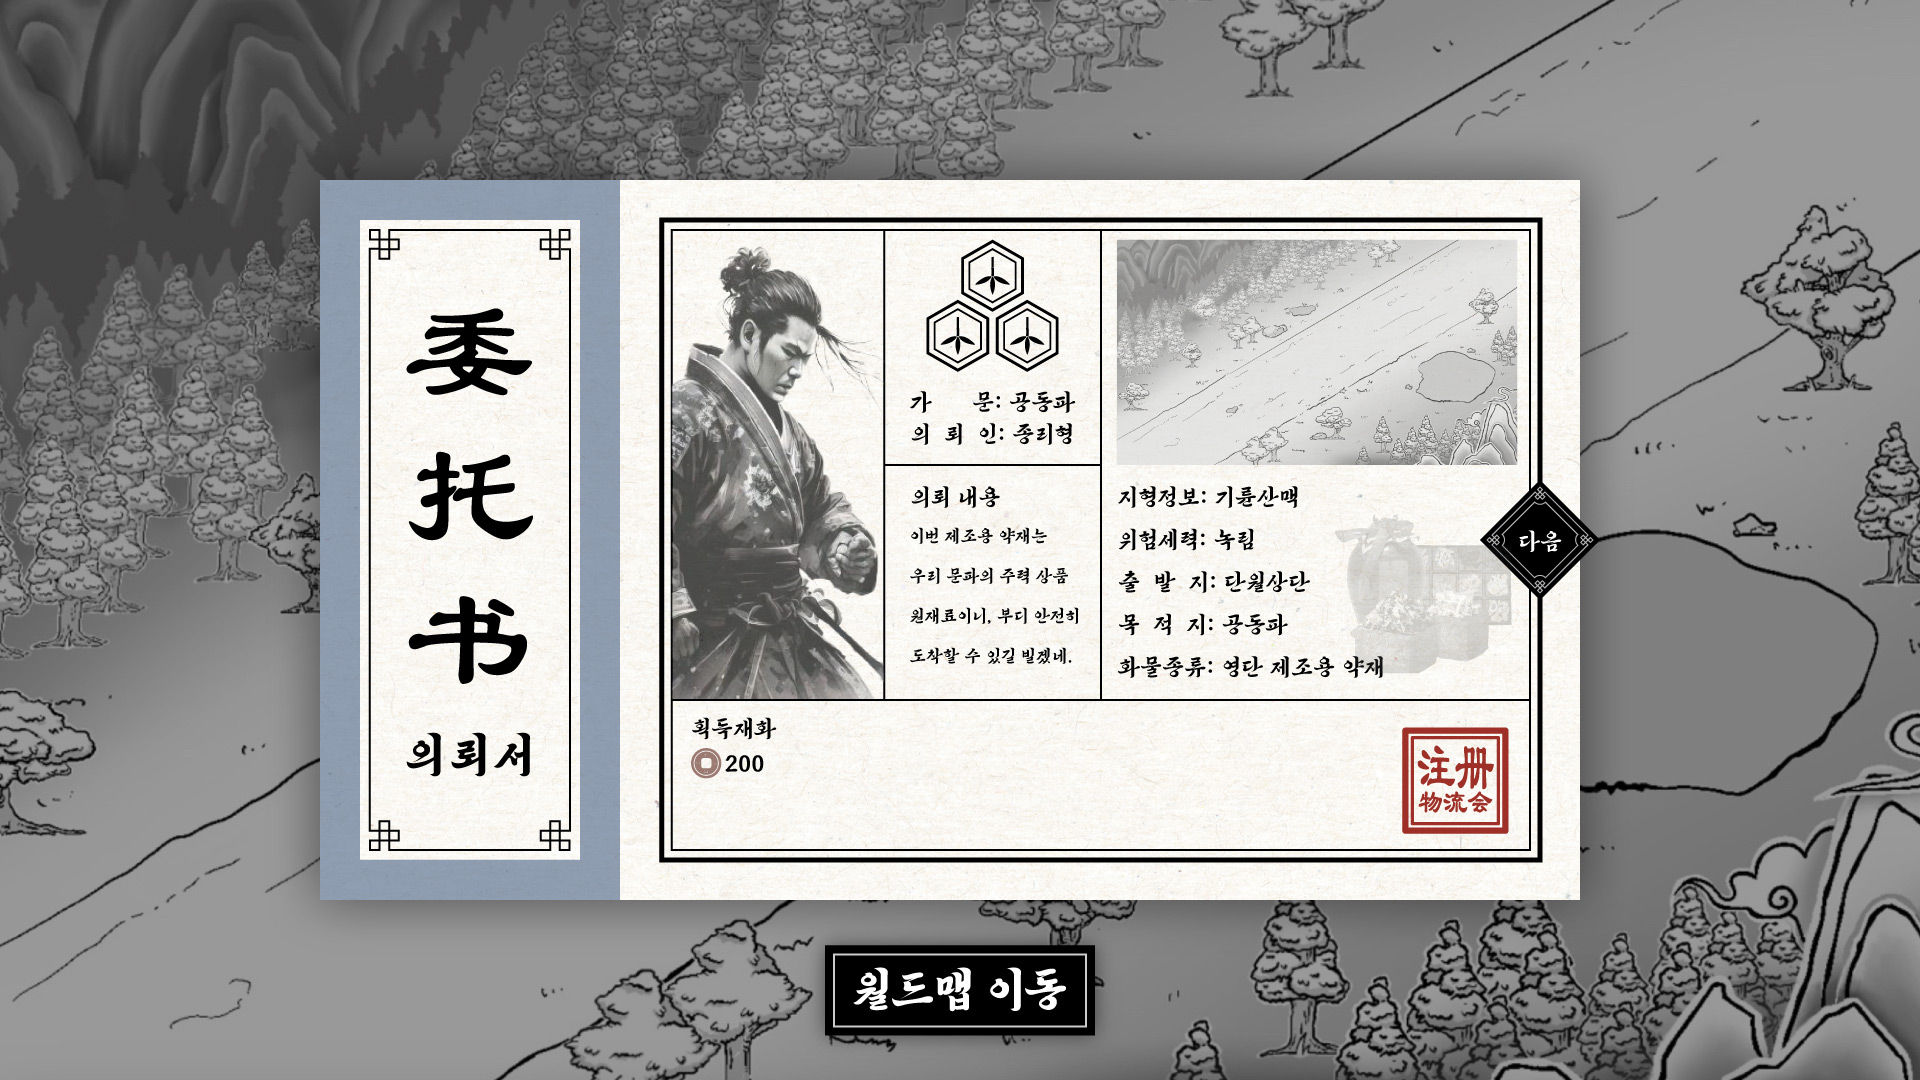 委
托
书
의뢰서
가 문: 공동파
의 뢰 인: 종리형
의뢰 내용
이번 제조용 약재는
우리 문파의 주력 상품
원재료이니, 부디 안전히
도착할 수 있길 빌겠네.
지형정보: 기륜산맥
위험세력: 녹림
출 발 지: 단월상단
목 적 지: 공동파
화물종류: 영단 제조용 약재
다음
획득재화
200
注册
物流会
월드맵 이동